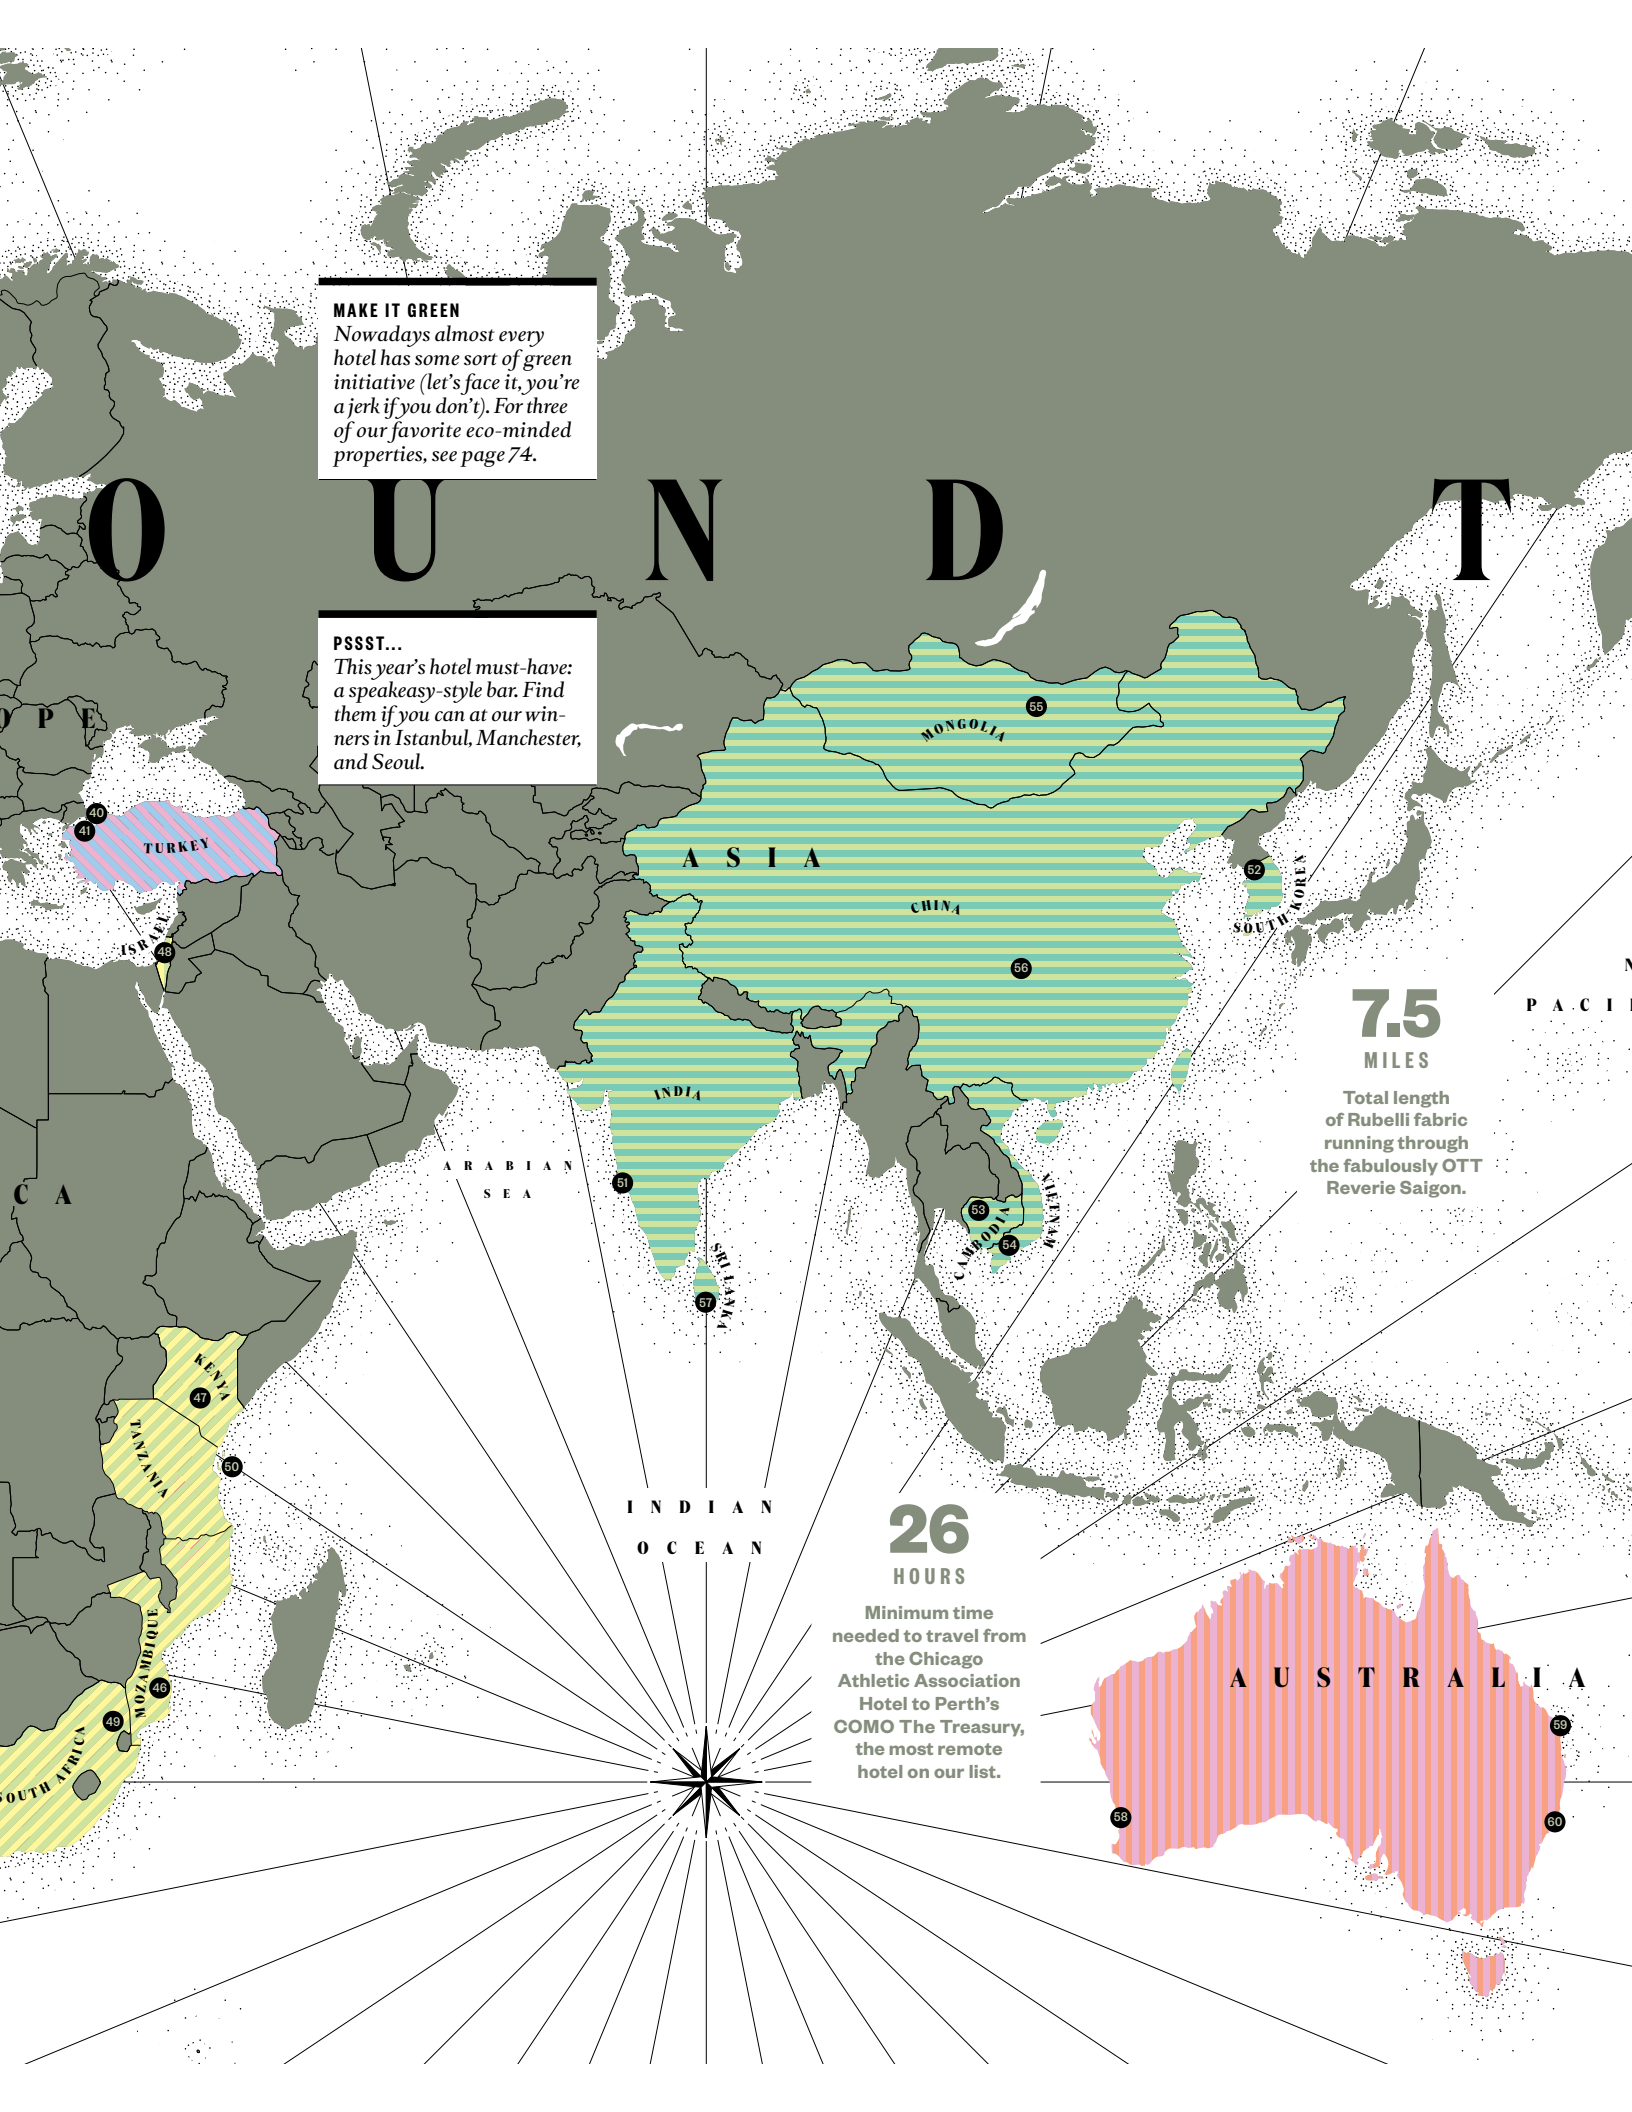 MAKE IT GREEN
Nowadays almost every
hotel has some sort of green
initiative (let's face it, you're
a jerk if you don't). For three
of our favorite eco-minded
properties, see page 74.
O U N D T
PSSST...
This year's hotel must-have:
a speakeasy-style bar. Find
them if you can at our win-
ners in Istanbul, Manchester,
and Seoul.
OPE
55
MONGOLIA
40
41
TURKEY
ASIA
52
SOUTH KOREA
CHINA
ISRAEL
48
56
N
PACI
7.5
MILES
Total length
of Rubelli fabric
running through
the fabulously OTT
Reverie Saigon.
INDIA
ARABIAN
SEA
51
CA
53
CAMBODIA
54
VIETNAM
SRI LANKA
57
KENYA
47
TANZANIA
50
INDIAN
OCEAN
26
HOURS
Minimum time
needed to travel from
the Chicago
Athletic Association
Hotel to Perth's
COMO The Treasury,
the most remote
hotel on our list.
MOZAMBIQUE
46
49
SOUTH AFRICA
AUSTRALIA
59
58
60